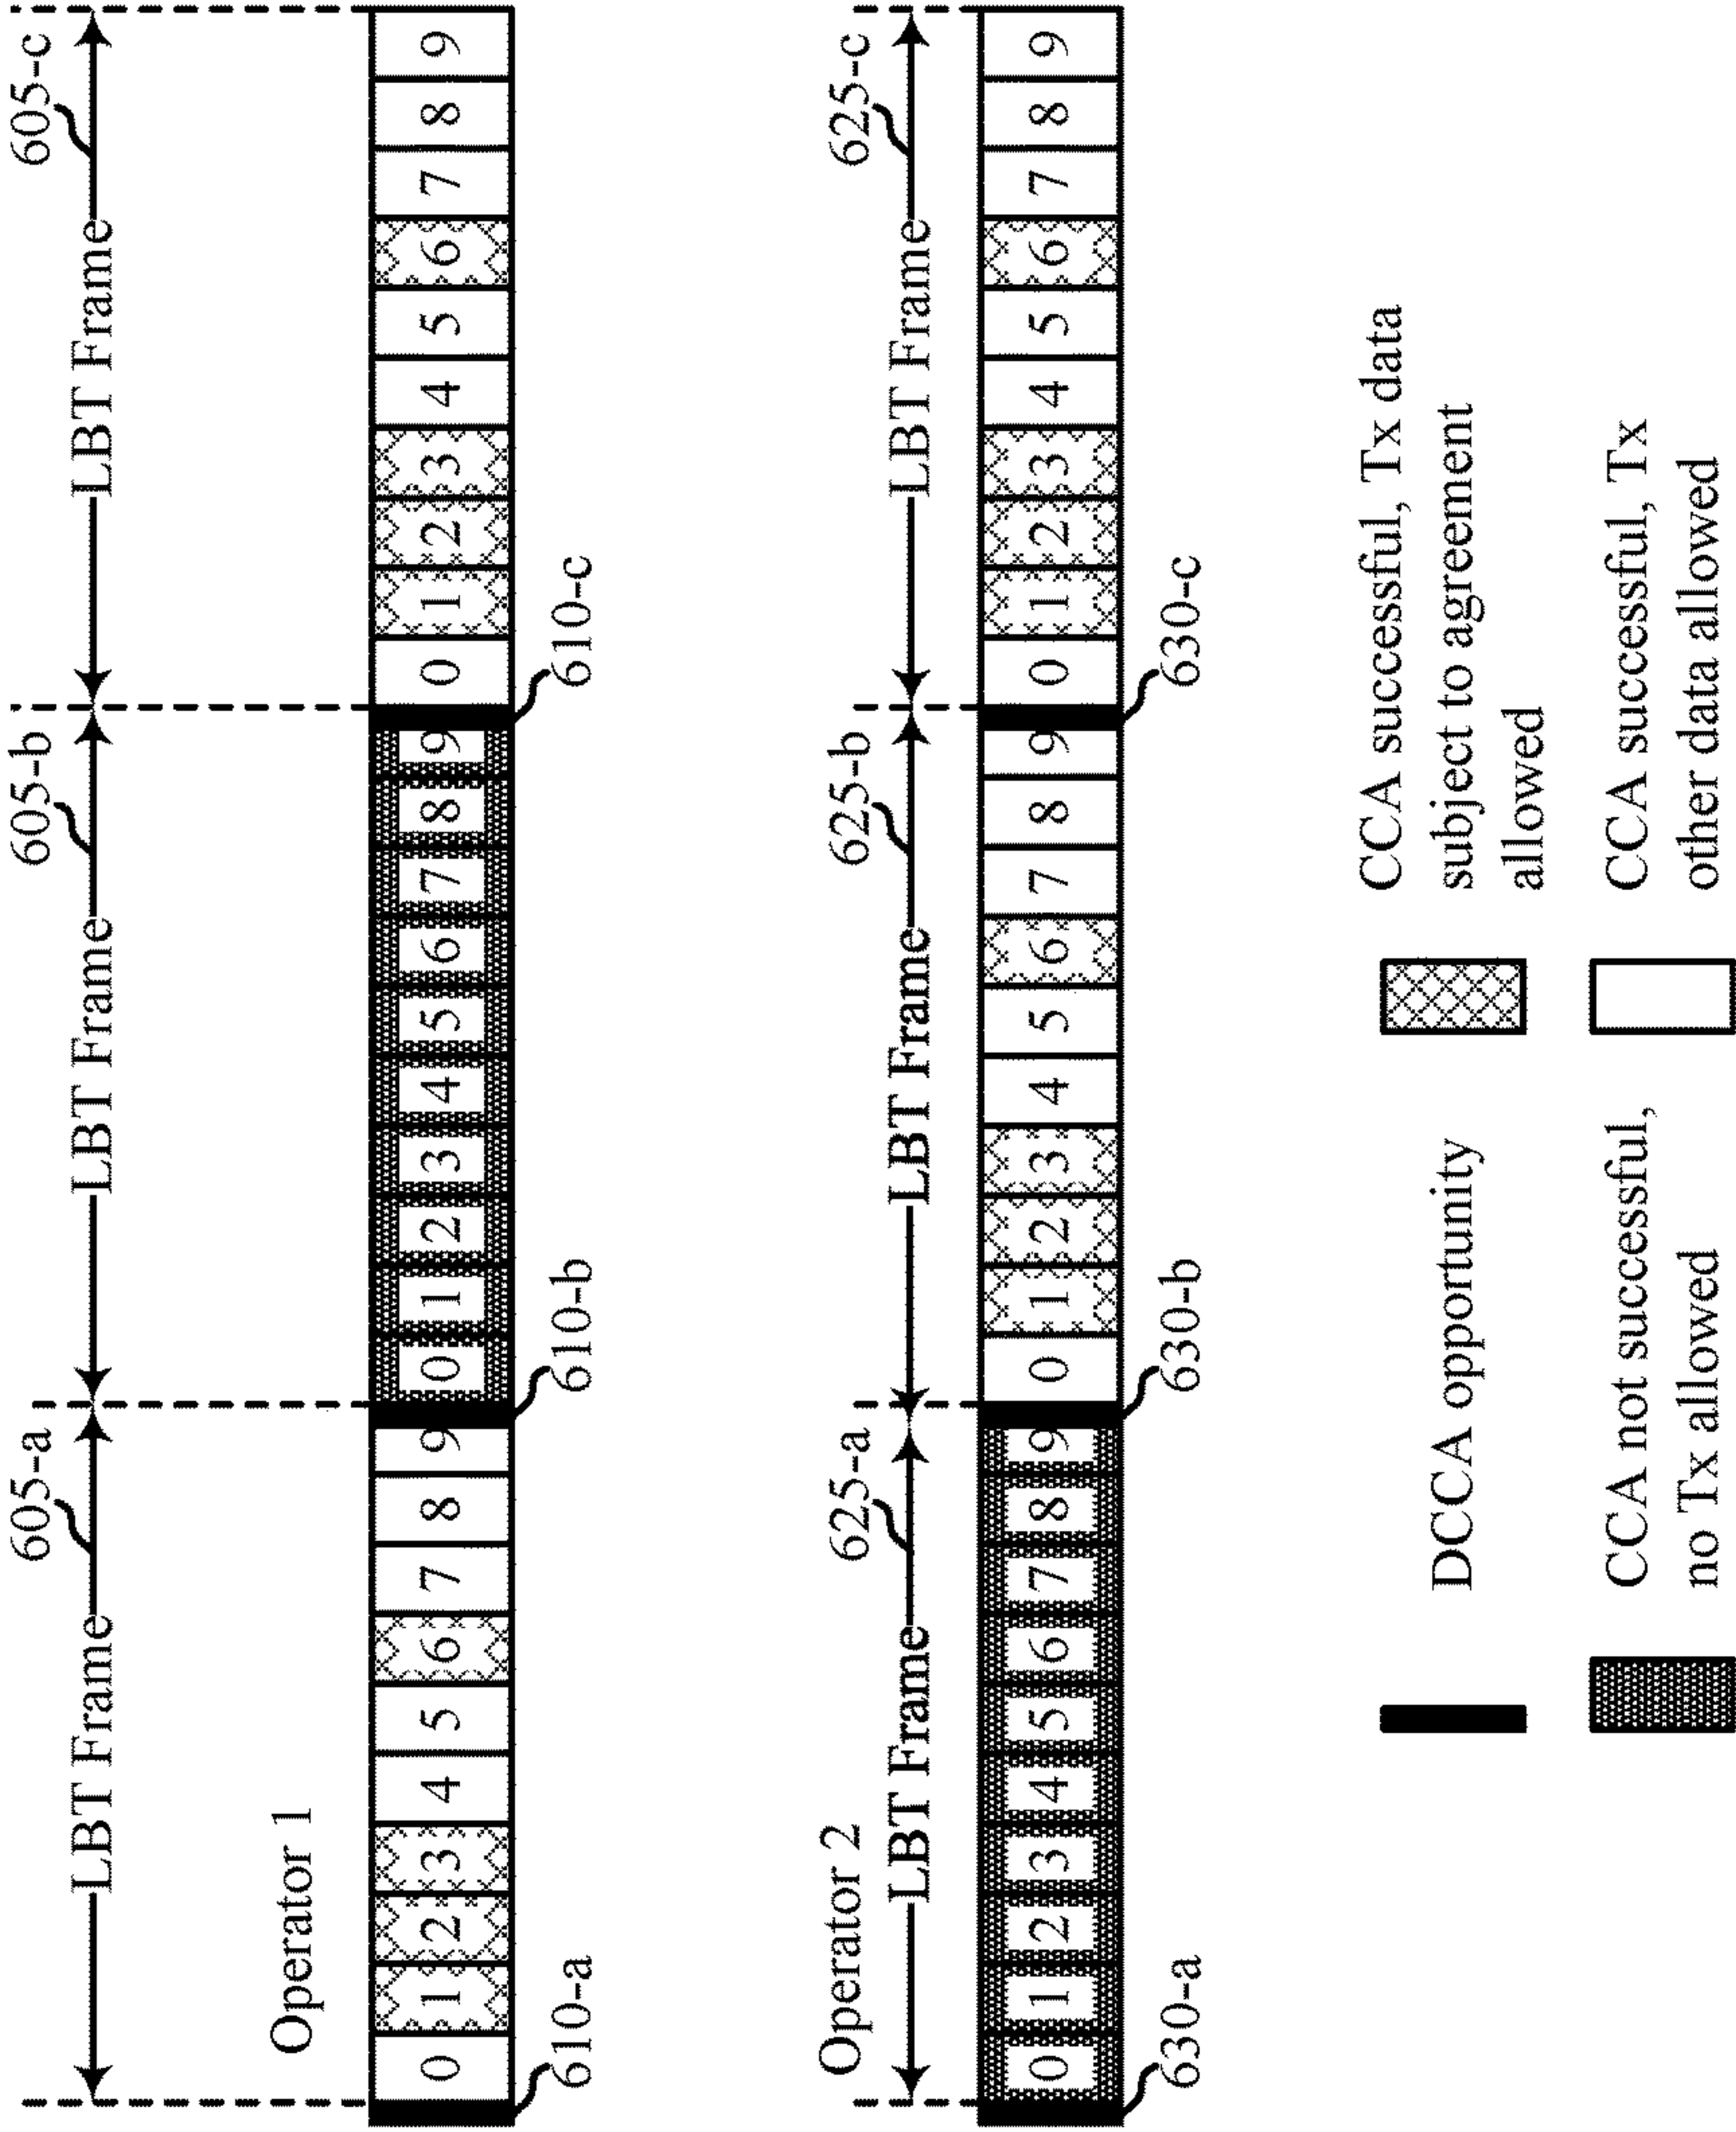 605-a
605-b
605-c
LBT Frame
LBT Frame
LBT Frame
Operator 1
0 1 2 3 4 5 6 7 8 9 0 1 2 3 4 5 6 7 8 9 0 1 2 3 4 5 6 7 8 9
610-a
610-b
610-c
625-a
625-b
625-c
Operator 2
LBT Frame
LBT Frame
LBT Frame
0 1 2 3 4 5 6 7 8 9 0 1 2 3 4 5 6 7 8 9 0 1 2 3 4 5 6 7 8 9
630-a
630-b
630-c
DCCA opportunity
CCA successful, Tx data
subject to agreement
allowed
CCA not successful,
no Tx allowed
CCA successful, Tx
other data allowed